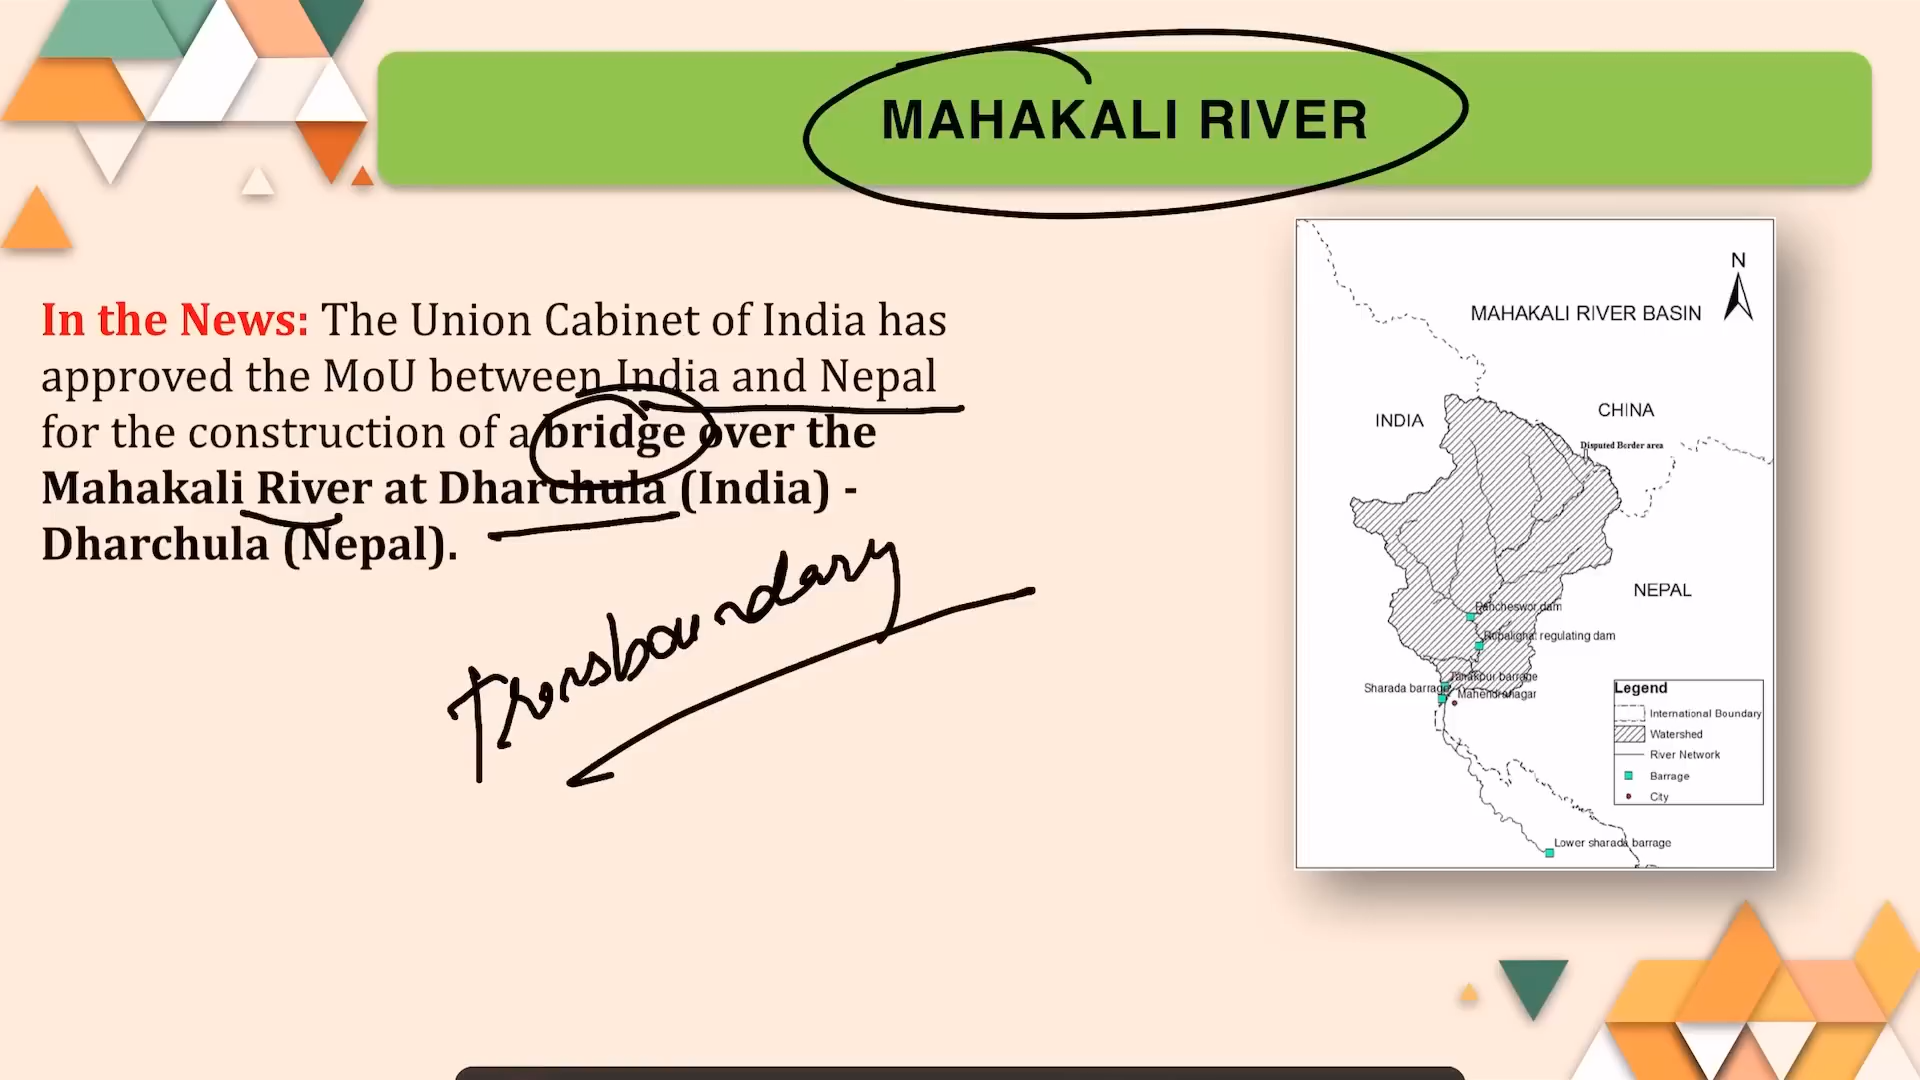 MAHAKALI RIVER
In the News: The Union Cabinet of India has
approved the MoU between India and Nepal
for the construction of a bridge over the
Mahakali River at Dharchula (India) -
Dharchula (Nepal).
Transboundary
N
MAHAKALI RIVER BASIN
INDIA
CHINA
Disputed Border area
NEPAL
Pancheswor dam
Rupalighat regulating dam
Tanakpur barrage
Sharada barrage
Mahendranagar
Legend
International Boundary
Watershed
River Network
Barrage
City
Lower sharada barrage